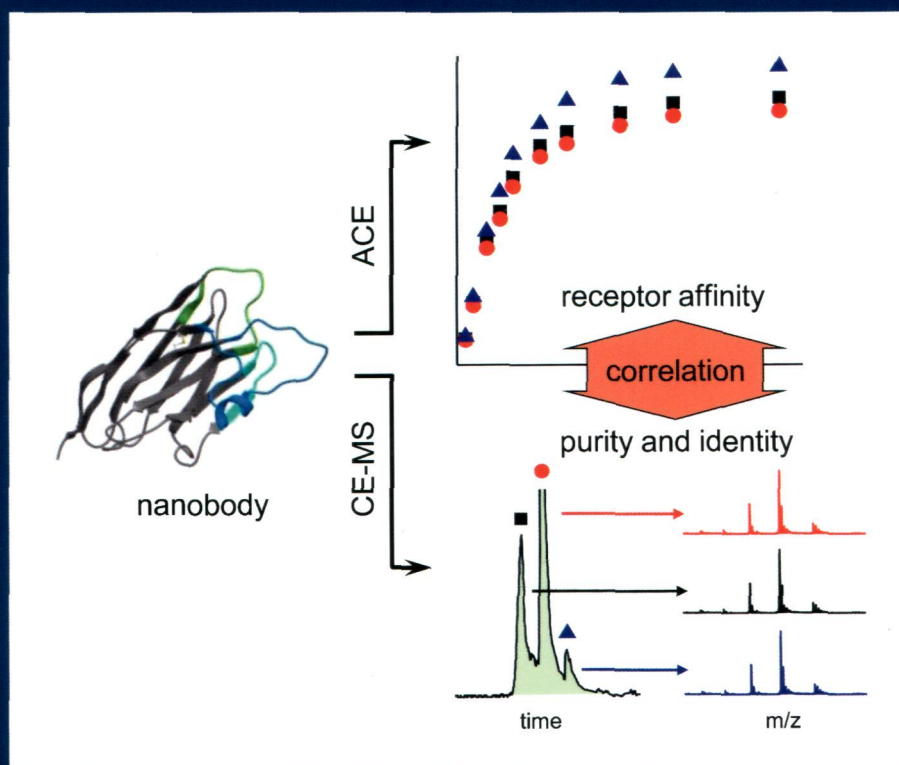 ACE
receptor affinity
correlation
purity and identity
nanobody
CE-MS
time
m/z